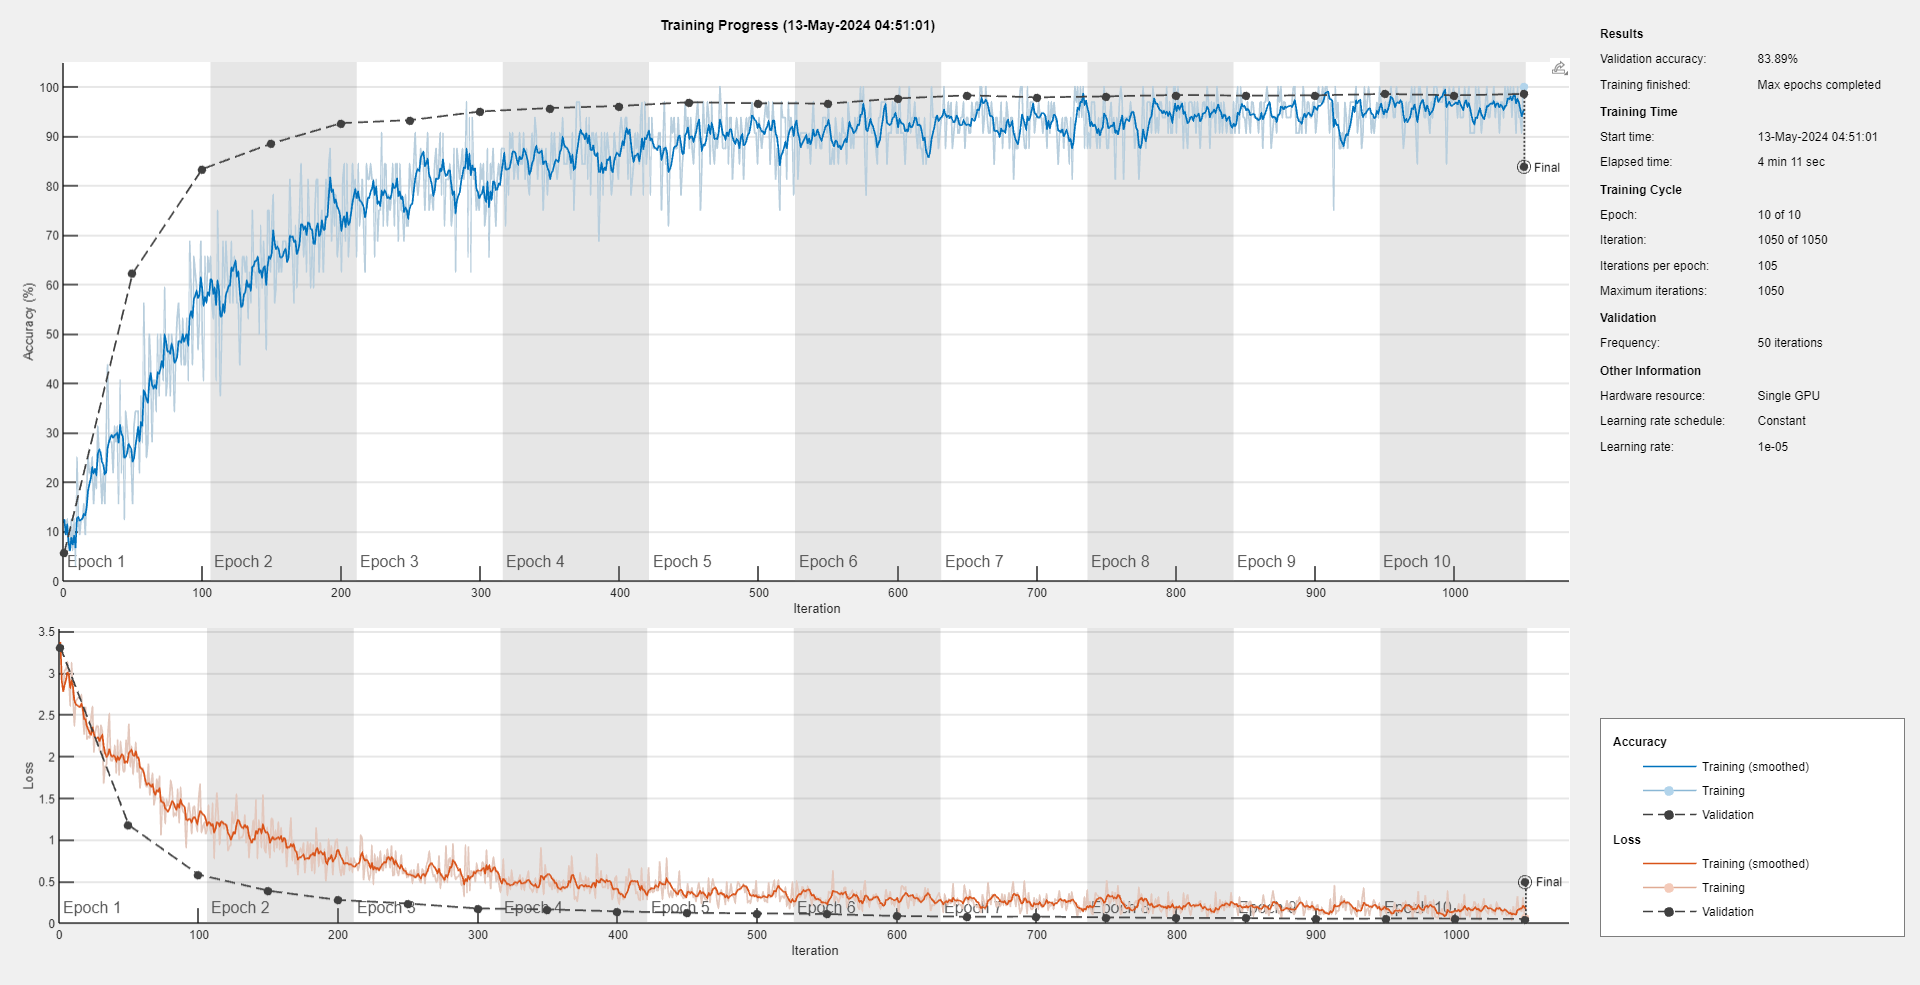 Training Progress (13-May-2024 04:51:01)
Accuracy (%)
100
90
80
70
60
50
40
30
20
10
0
Final
Epoch 1 Epoch 2 Epoch 3 Epoch 4 Epoch 5 Epoch 6 Epoch 7 Epoch 8 Epoch 9 Epoch 10
0 100 200 300 400 500 600 700 800 900 1000
Iteration
Loss
3.5
3
2.5
2
1.5
1
0.5
0
Final
Epoch 1 Epoch 2 Epoch 3 Epoch 4 Epoch 5 Epoch 6 Epoch 7 Epoch 8 Epoch 9 Epoch 10
0 100 200 300 400 500 600 700 800 900 1000
Iteration
Results
Validation accuracy: 83.89%
Training finished: Max epochs completed
Training Time
Start time: 13-May-2024 04:51:01
Elapsed time: 4 min 11 sec
Training Cycle
Epoch: 10 of 10
Iteration: 1050 of 1050
Iterations per epoch: 105
Maximum iterations: 1050
Validation
Frequency: 50 iterations
Other Information
Hardware resource: Single GPU
Learning rate schedule: Constant
Learning rate: 1e-05
Accuracy
Training (smoothed)
Training
Validation
Loss
Training (smoothed)
Training
Validation